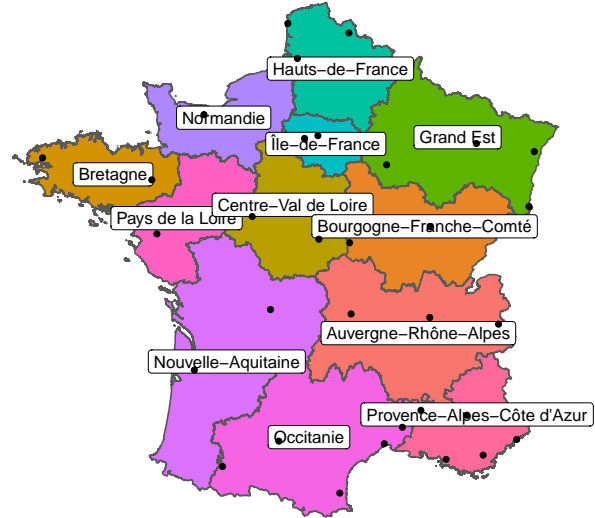 Hauts−de−France
Normandie
Grand Est
Île−de−France
Bretagne
Centre−Val de Loire
Pays de la Loire
Bourgogne−Franche−Comté
Auvergne−Rhône−Alpes
Nouvelle−Aquitaine
Provence−Alpes−Côte d'Azur
Occitanie